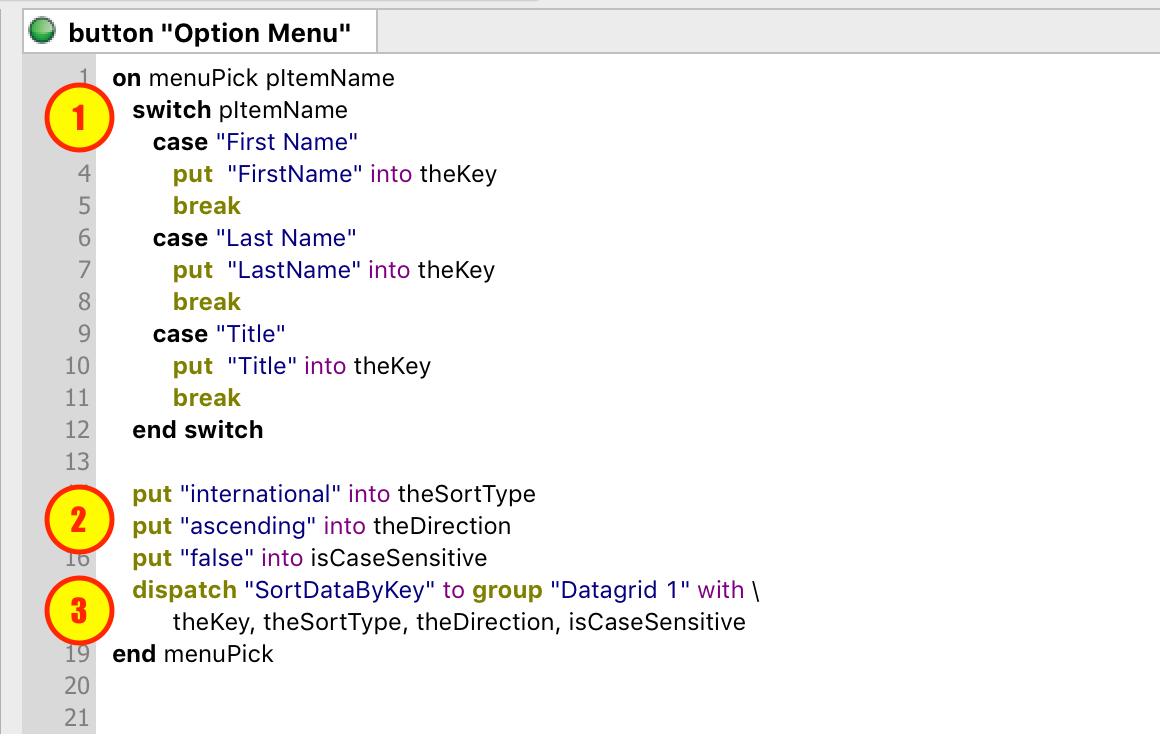 button "Option Menu"
1 on menuPick pItemName
1 switch pItemName
case "First Name"
4 put "FirstName" into theKey
5 break
6 case "Last Name"
7 put "LastName" into theKey
8 break
9 case "Title"
10 put "Title" into theKey
11 break
12 end switch
13
put "international" into theSortType
2 put "ascending" into theDirection
16 put "false" into isCaseSensitive
3 dispatch "SortDataByKey" to group "Datagrid 1" with \
theKey, theSortType, theDirection, isCaseSensitive
19 end menuPick
20
21